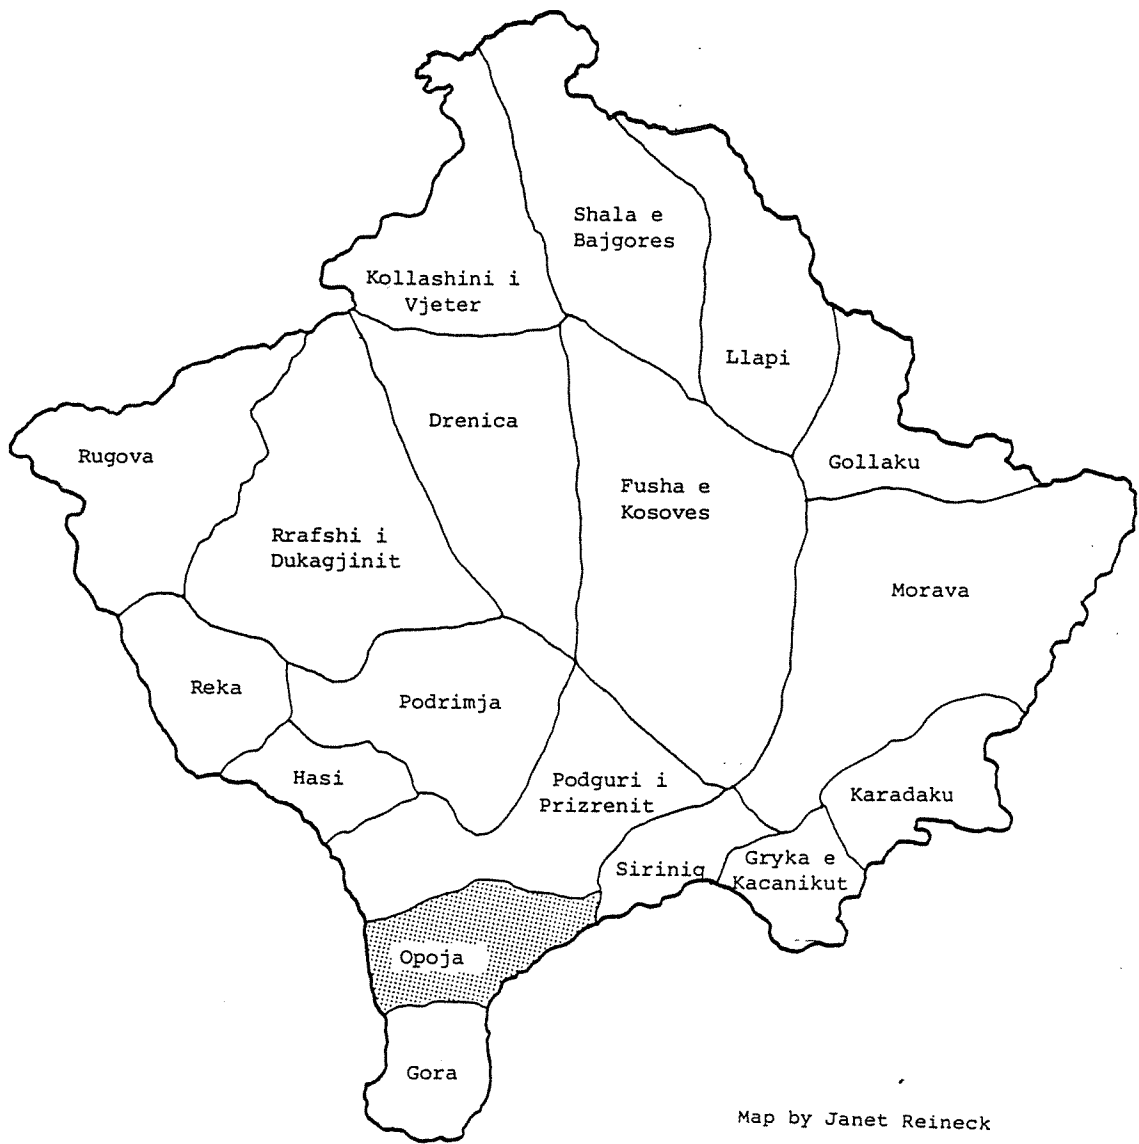 Shala e
Bajgores
Kollashini i
Vjeter
Llapi
Drenica
Rugova
Gollaku
Fusha e
Kosoves
Rrafshi i
Dukagjinit
Morava
Reka
Podrimja
Hasi
Podguri i
Prizrenit
Karadaku
Siriniq
Gryka e
Kacanikut
Opoja
Gora
Map by Janet Reineck